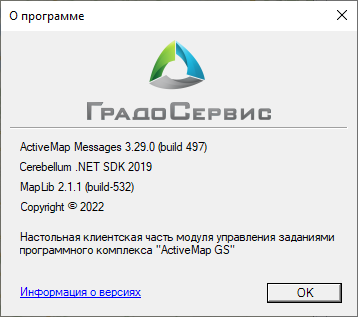 О программе
ГРАДОСЕРВИС
ActiveMap Messages 3.29.0 (build 497)
Cerebellum .NET SDK 2019
MapLib 2.1.1 (build-532)
Copyright © 2022
Настольная клиентская часть модуля управления заданиями
программного комплекса "ActiveMap GS"
Информация о версиях
OK